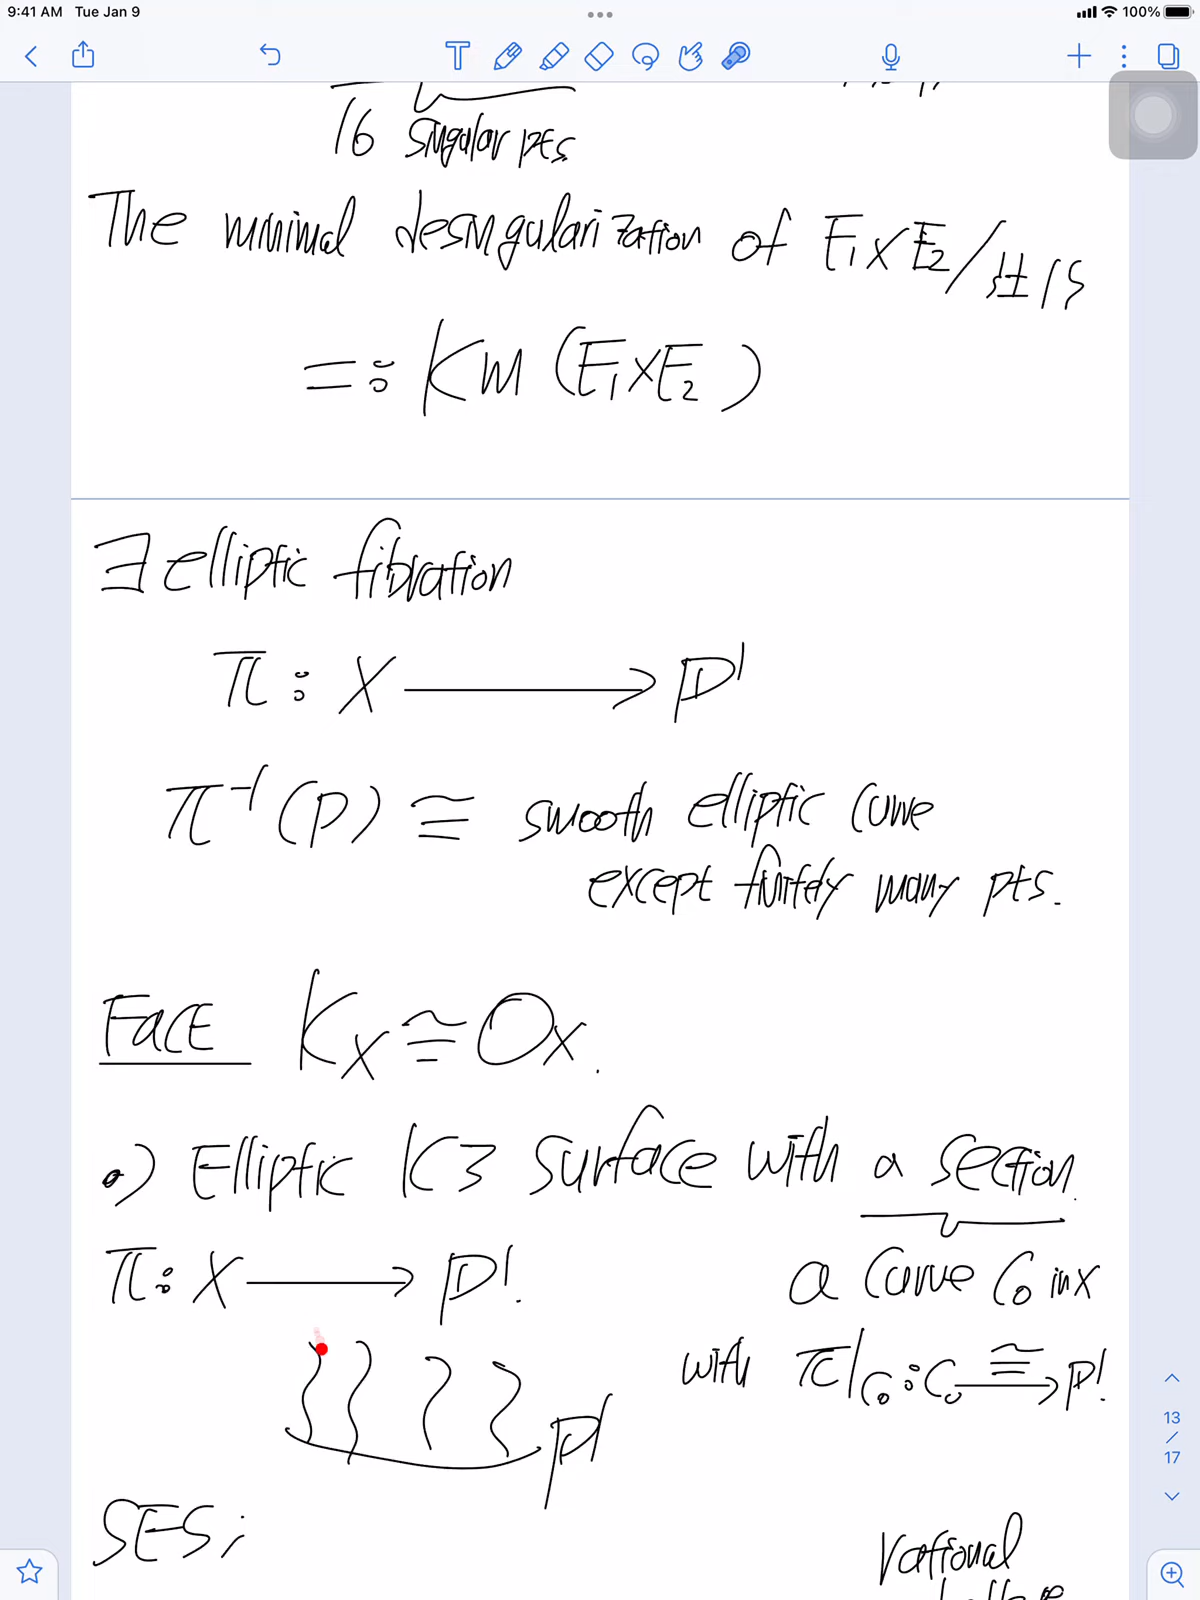 9:41 AM Tue Jan 9
100%
16 singular pts
The minimal desingularization of E₁×E₂/{±1}
=: Km (E₁×E₂)
∃ elliptic fibration
π : X ⟶ P¹
π⁻¹(p) ≅ smooth elliptic curve
except finitely many pts.
Fact K_X ≅ O_X.
•) Elliptic K3 surface with a section.
π : X ⟶ P¹.
a curve C₀ in X
with π|_{C₀} : C₀ ⟶≅ P¹.
P¹
13
/
17
SES;
rational